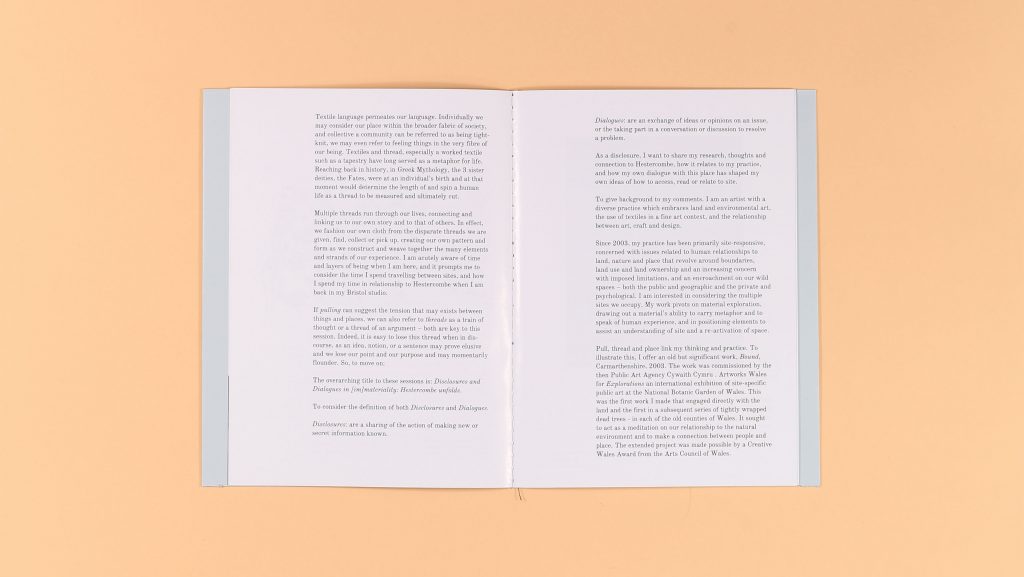 Textile language permeates our language. Individually we
may consider our place within the broader fabric of society,
and collective a community can be referred to as being tight-
knit, we may even refer to feeling things in the very fibre of
our being. Textiles and thread, especially a worked textile
such as a tapestry have long served as a metaphor for life.
Reaching back in history, in Greek Mythology, the 3 sister
deities, the Fates, were at an individual's birth and at that
moment would determine the length of and spin a human
life as a thread to be measured and ultimately cut.
Multiple threads run through our lives, connecting and
linking us to our own story and to that of others. In effect,
we fashion our own cloth from the disparate threads we are
given, find, collect or pick up, creating our own pattern and
form as we construct and weave together the many elements
and strands of our experience. I am acutely aware of time
and layers of being when I am here, and it prompts me to
consider the time I spend travelling between sites, and how
I spend my time in relationship to Hestercombe when I am
back in my Bristol studio.
If pulling can suggest the tension that may exists between
things and places, we can also refer to threads as a train of
thought or a thread of an argument – both are key to this
session. Indeed, it is easy to lose this thread when in dis-
course, as an idea, notion, or a sentence may prove elusive
and we lose our point and our purpose and may momentarily
flounder. So, to move on;
The overarching title to these sessions is: Disclosures and
Dialogues in [im]materiality: Hestercombe unfolds.
To consider the definition of both Disclosures and Dialogues.
Disclosures: are a sharing of the action of making new or
secret information known.
Dialogues: are an exchange of ideas or opinions on an issue,
or the taking part in a conversation or discussion to resolve
a problem.
As a disclosure, I want to share my research, thoughts and
connection to Hestercombe, how it relates to my practice,
and how my own dialogue with this place has shaped my
own ideas of how to access, read or relate to site.
To give background to my comments. I am an artist with a
diverse practice which embraces land and environmental art,
the use of textiles in a fine art context, and the relationship
between art, craft and design.
Since 2003, my practice has been primarily site-responsive,
concerned with issues related to human relationships to
land, nature and place that revolve around boundaries,
land use and land ownership and an increasing concern
with imposed limitations, and an encroachment on our wild
spaces – both the public and geographic and the private and
psychological. I am interested in considering the multiple
sites we occupy. My work pivots on material exploration,
drawing out a material's ability to carry metaphor and to
speak of human experience, and in positioning elements to
assist an understanding of site and a re-activation of space.
Pull, thread and place link my thinking and practice. To
illustrate this, I offer an old but significant work, Bound,
Carmarthenshire, 2003. The work was commissioned by the
then Public Art Agency Cywaith Cymru . Artworks Wales
for Explorations an international exhibition of site-specific
public art at the National Botanic Garden of Wales. This
was the first work I made that engaged directly with the
land and the first in a subsequent series of tightly wrapped
dead trees - in each of the old counties of Wales. It sought
to act as a meditation on our relationship to the natural
environment and to make a connection between people and
place. The extended project was made possible by a Creative
Wales Award from the Arts Council of Wales.